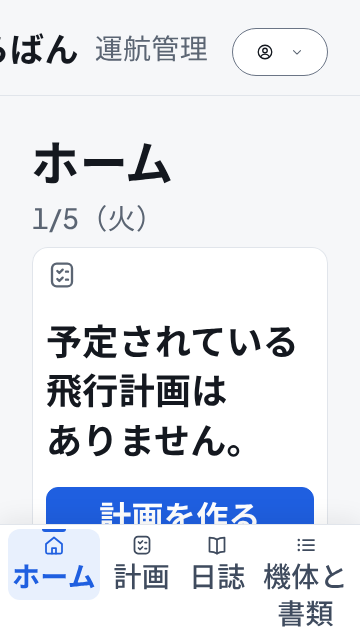 らばん 運航管理
ホーム
1/5（火）
予定されている
飛行計画は
ありません。
計画を作る
ホーム 計画 日誌 機体と
書類